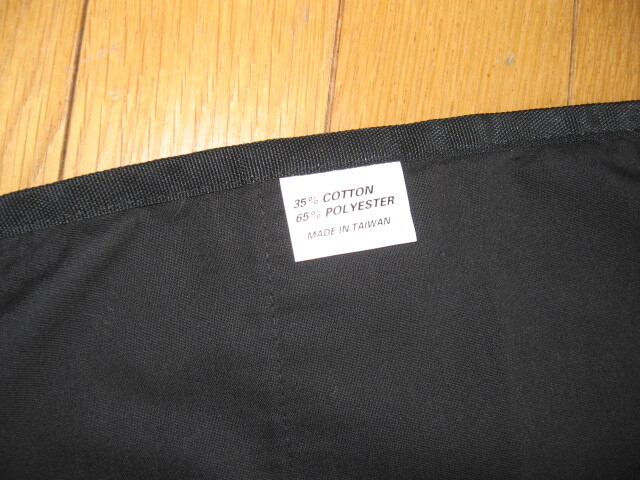 35% COTTON
65% POLYESTER
MADE IN TAIWAN